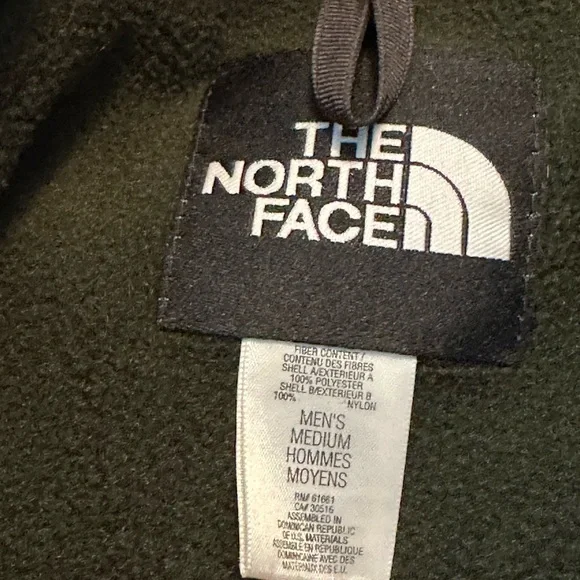 THE
NORTH
FACE
FIBER CONTENT/
CONTENU DES FIBRES
SHELL A/EXTERIEUR A
100% POLYESTER
SHELL B/EXTERIEUR B
100% NYLON
MEN'S
MEDIUM
HOMMES
MOYENS
RN# 61661
CA# 30516
ASSEMBLED IN
DOMINICAN REPUBLIC
OF U.S. MATERIALS
ASSEMBLE EN REPUBLIQUE
DOMINICAINE AVEC DES
MATERIAUX DES E.U.